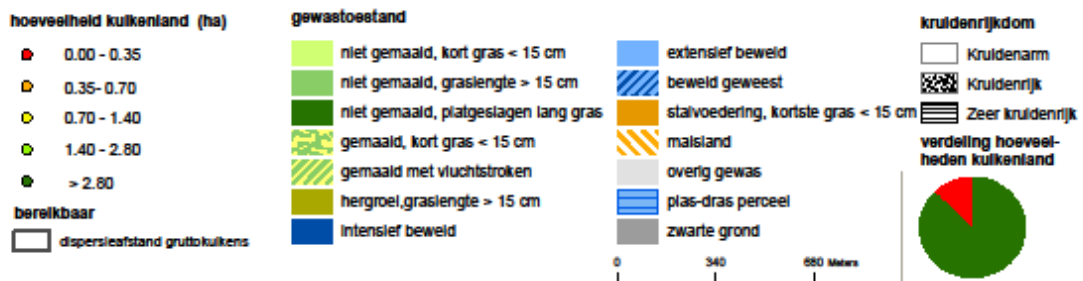 hoeveelheid kuikenland (ha)
0.00 - 0.35
0.35- 0.70
0.70 - 1.40
1.40 - 2.80
> 2.80
bereikbaar
dispersieafstand gruttokuikens
gewastoestand
niet gemaaid, kort gras < 15 cm
niet gemaaid, graslengte > 15 cm
niet gemaaid, platgeslagen lang gras
gemaaid, kort gras < 15 cm
gemaaid met vluchtstroken
hergroei,graslengte > 15 cm
intensief beweid
extensief beweid
beweid geweest
stalvoedering, kortste gras < 15 cm
maisland
overig gewas
plas-dras perceel
zwarte grond
0 340 680 Meters
kruidenrijkdom
Kruidenarm
Kruidenrijk
Zeer kruidenrijk
verdeling hoeveel-
heden kuikenland